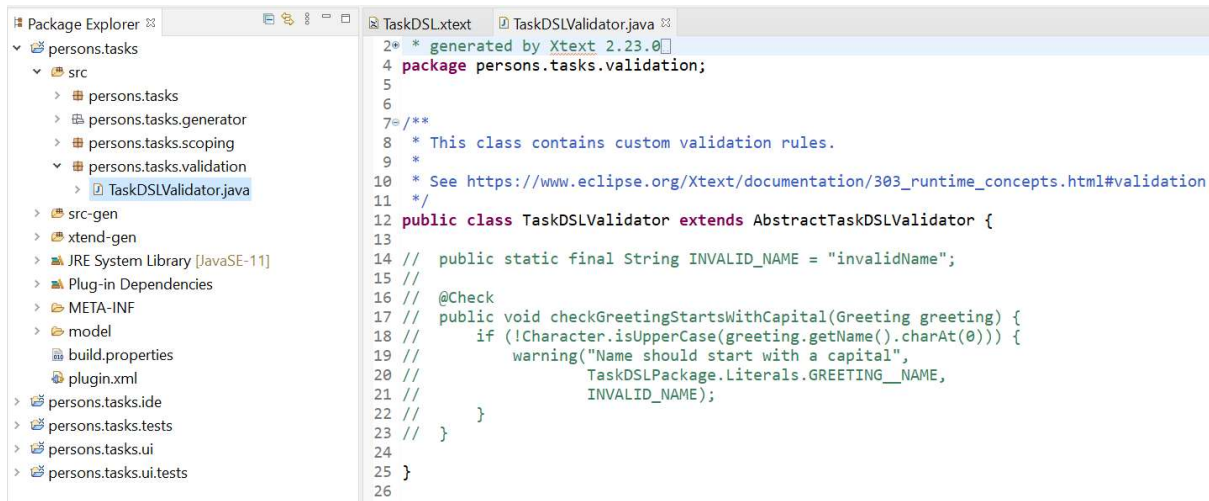 Package Explorer
persons.tasks
src
persons.tasks
persons.tasks.generator
persons.tasks.scoping
persons.tasks.validation
TaskDSLValidator.java
src-gen
xtend-gen
JRE System Library [JavaSE-11]
Plug-in Dependencies
META-INF
model
build.properties
plugin.xml
persons.tasks.ide
persons.tasks.tests
persons.tasks.ui
persons.tasks.ui.tests
TaskDSL.xtext TaskDSLValidator.java
2 * generated by Xtext 2.23.0
4 package persons.tasks.validation;
5
6
7 /**
8 * This class contains custom validation rules.
9 *
10 * See https://www.eclipse.org/Xtext/documentation/303_runtime_concepts.html#validation
11 */
12 public class TaskDSLValidator extends AbstractTaskDSLValidator {
13
14 // public static final String INVALID_NAME = "invalidName";
15 //
16 // @Check
17 // public void checkGreetingStartsWithCapital(Greeting greeting) {
18 // if (!Character.isUpperCase(greeting.getName().charAt(0))) {
19 // warning("Name should start with a capital",
20 // TaskDSLPackage.Literals.GREETING__NAME,
21 // INVALID_NAME);
22 // }
23 // }
24
25 }
26